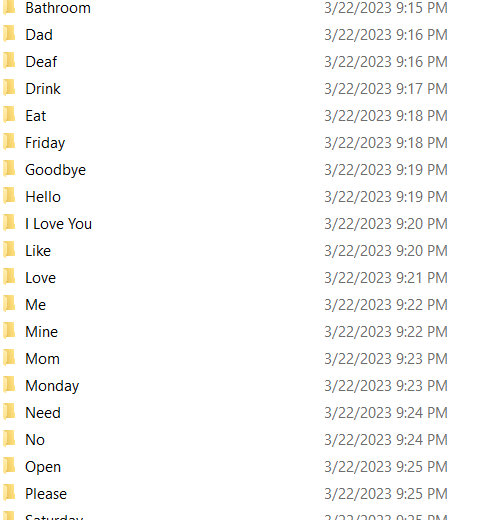 Bathroom 3/22/2023 9:15 PM
Dad 3/22/2023 9:16 PM
Deaf 3/22/2023 9:16 PM
Drink 3/22/2023 9:17 PM
Eat 3/22/2023 9:18 PM
Friday 3/22/2023 9:18 PM
Goodbye 3/22/2023 9:19 PM
Hello 3/22/2023 9:19 PM
I Love You 3/22/2023 9:20 PM
Like 3/22/2023 9:20 PM
Love 3/22/2023 9:21 PM
Me 3/22/2023 9:22 PM
Mine 3/22/2023 9:22 PM
Mom 3/22/2023 9:23 PM
Monday 3/22/2023 9:23 PM
Need 3/22/2023 9:24 PM
No 3/22/2023 9:24 PM
Open 3/22/2023 9:25 PM
Please 3/22/2023 9:25 PM
Saturday 3/22/2023 9:25 PM